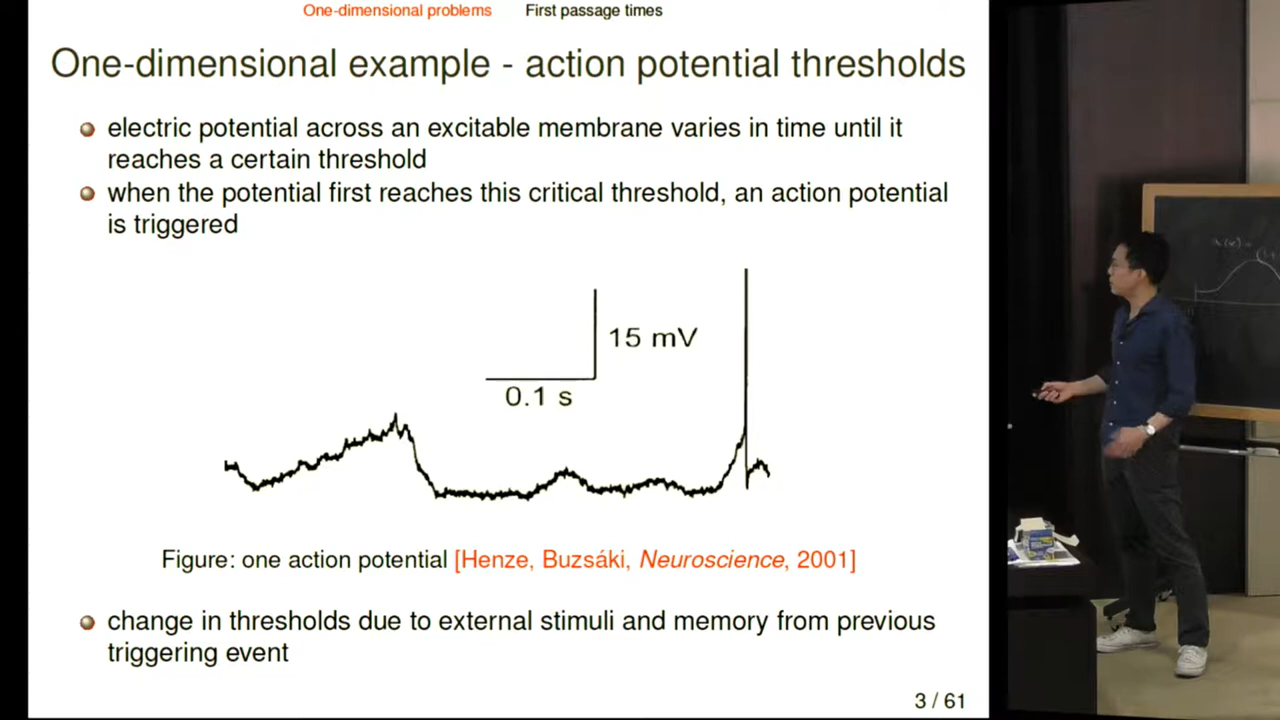 One-dimensional problems First passage times
One-dimensional example - action potential thresholds
electric potential across an excitable membrane varies in time until it
reaches a certain threshold
when the potential first reaches this critical threshold, an action potential
is triggered
15 mV
0.1 s
Figure: one action potential [Henze, Buzsáki, Neuroscience, 2001]
change in thresholds due to external stimuli and memory from previous
triggering event
3 / 61